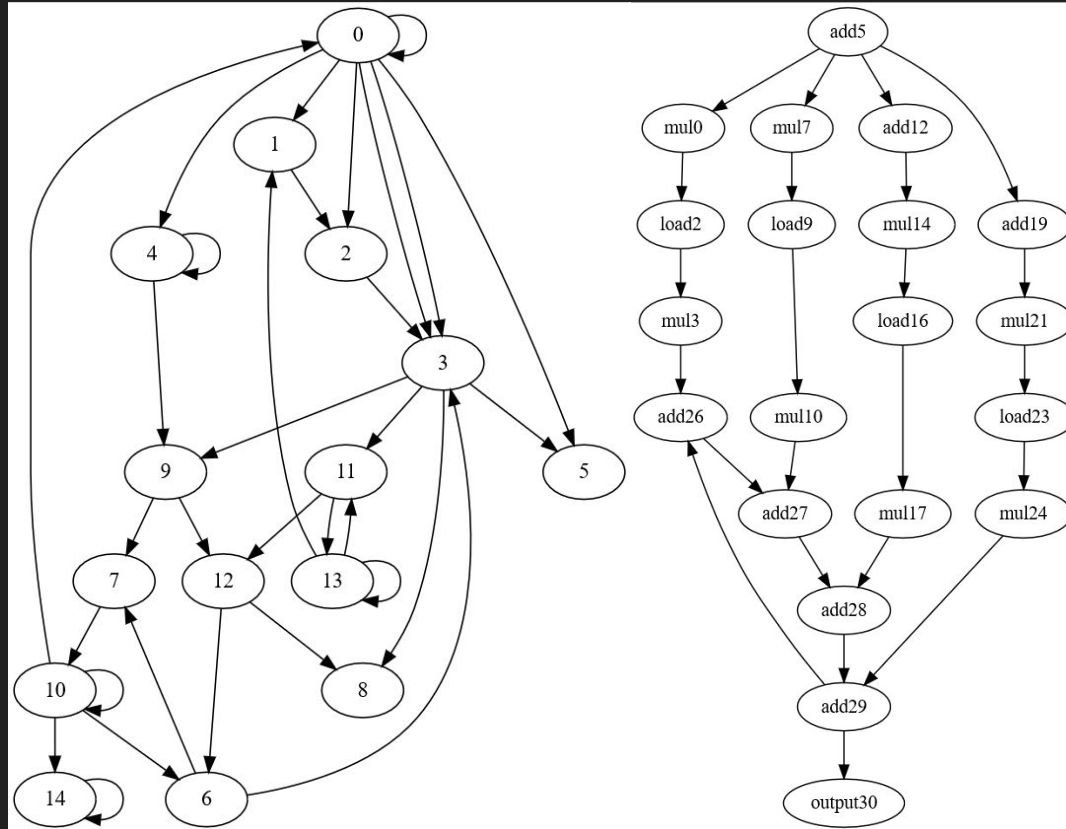 0
1
4
2
3
9
11
5
7
12
13
10
8
14
6
add5
mul0
mul7
add12
load2
load9
mul14
add19
mul3
load16
mul21
add26
mul10
load23
add27
mul17
mul24
add28
add29
output30